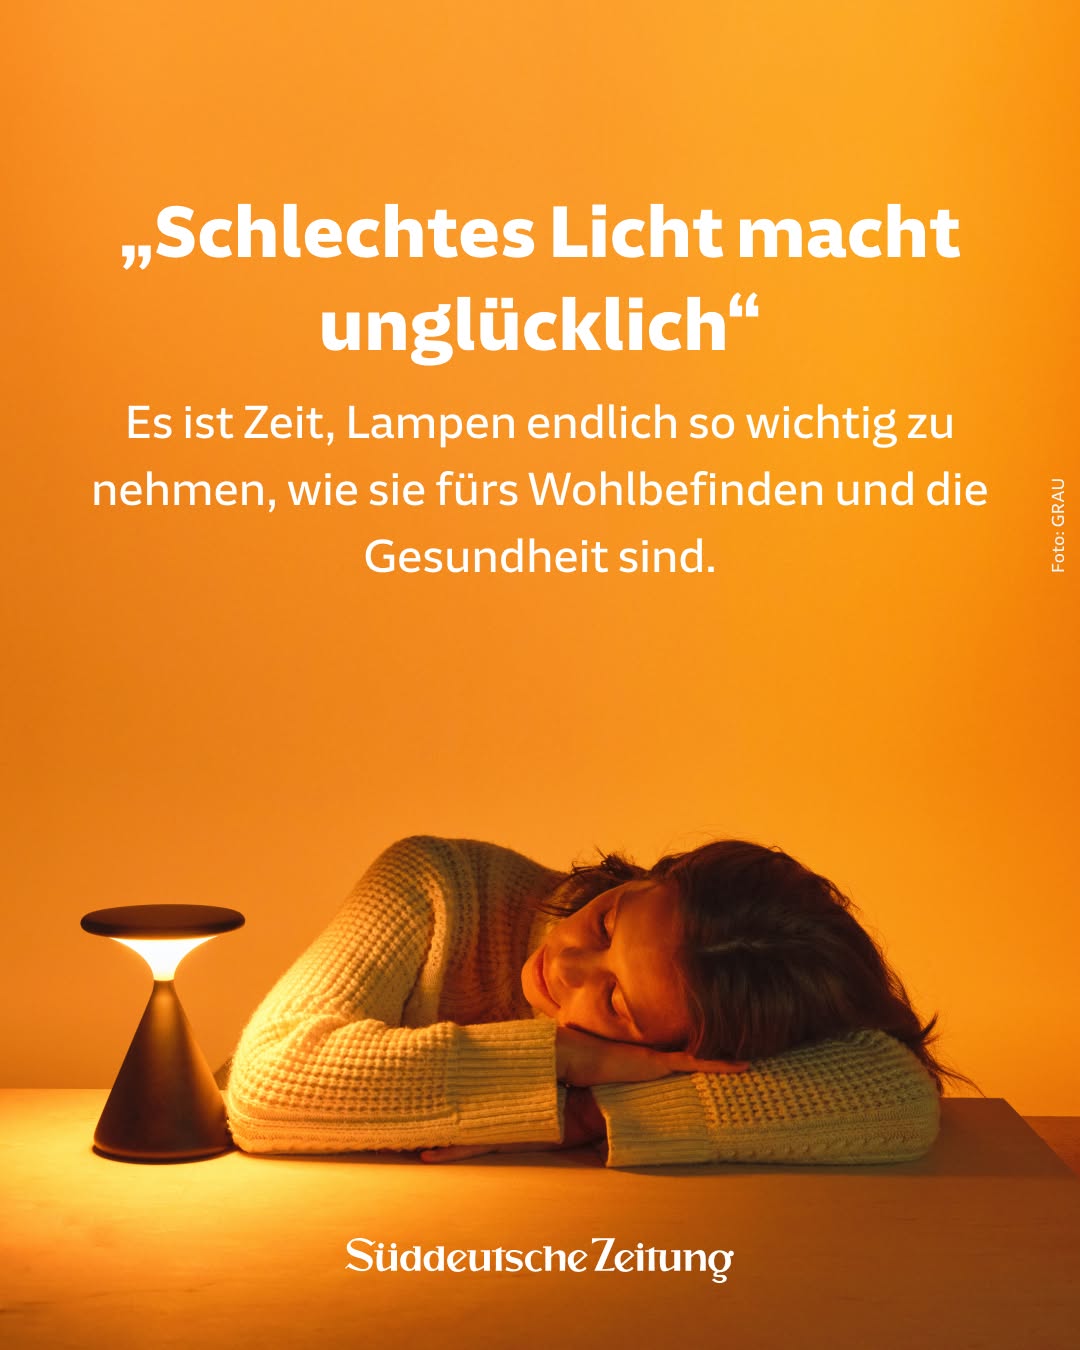 „Schlechtes Licht macht
unglücklich“
Es ist Zeit, Lampen endlich so wichtig zu
nehmen, wie sie fürs Wohlbefinden und die
Gesundheit sind.
Foto: GRAU
Süddeutsche Zeitung